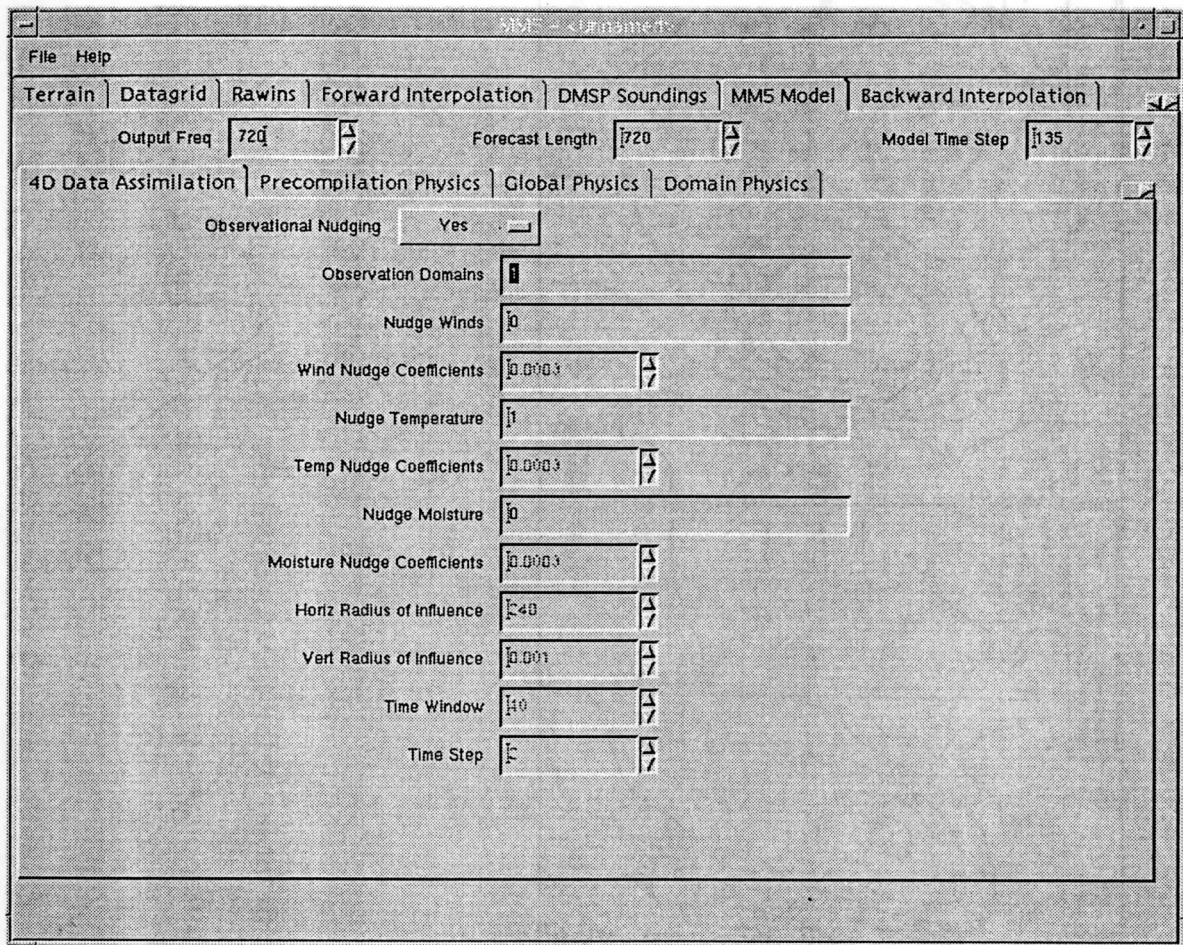 MM5 - <Unnamed>
File Help
Terrain Datagrid Rawins Forward Interpolation DMSP Soundings MM5 Model Backward Interpolation
Output Freq 720 Forecast Length 720 Model Time Step 135
4D Data Assimilation Precompilation Physics Global Physics Domain Physics
Observational Nudging Yes
Observation Domains 1
Nudge Winds 0
Wind Nudge Coefficients 0.0003
Nudge Temperature 1
Temp Nudge Coefficients 0.0003
Nudge Moisture 0
Moisture Nudge Coefficients 0.0003
Horiz Radius of Influence 240
Vert Radius of Influence 0.001
Time Window
Time Step